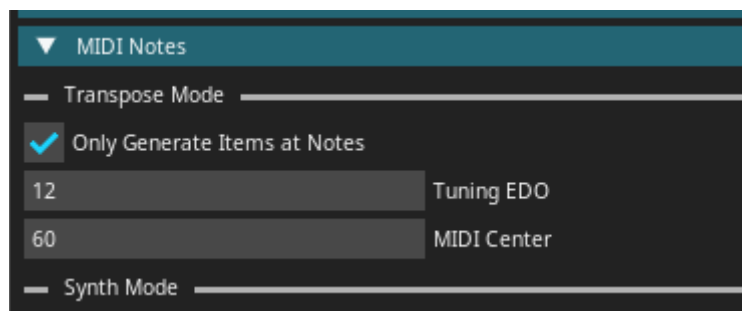 MIDI Notes
Transpose Mode
Only Generate Items at Notes
12 Tuning EDO
60 MIDI Center
Synth Mode